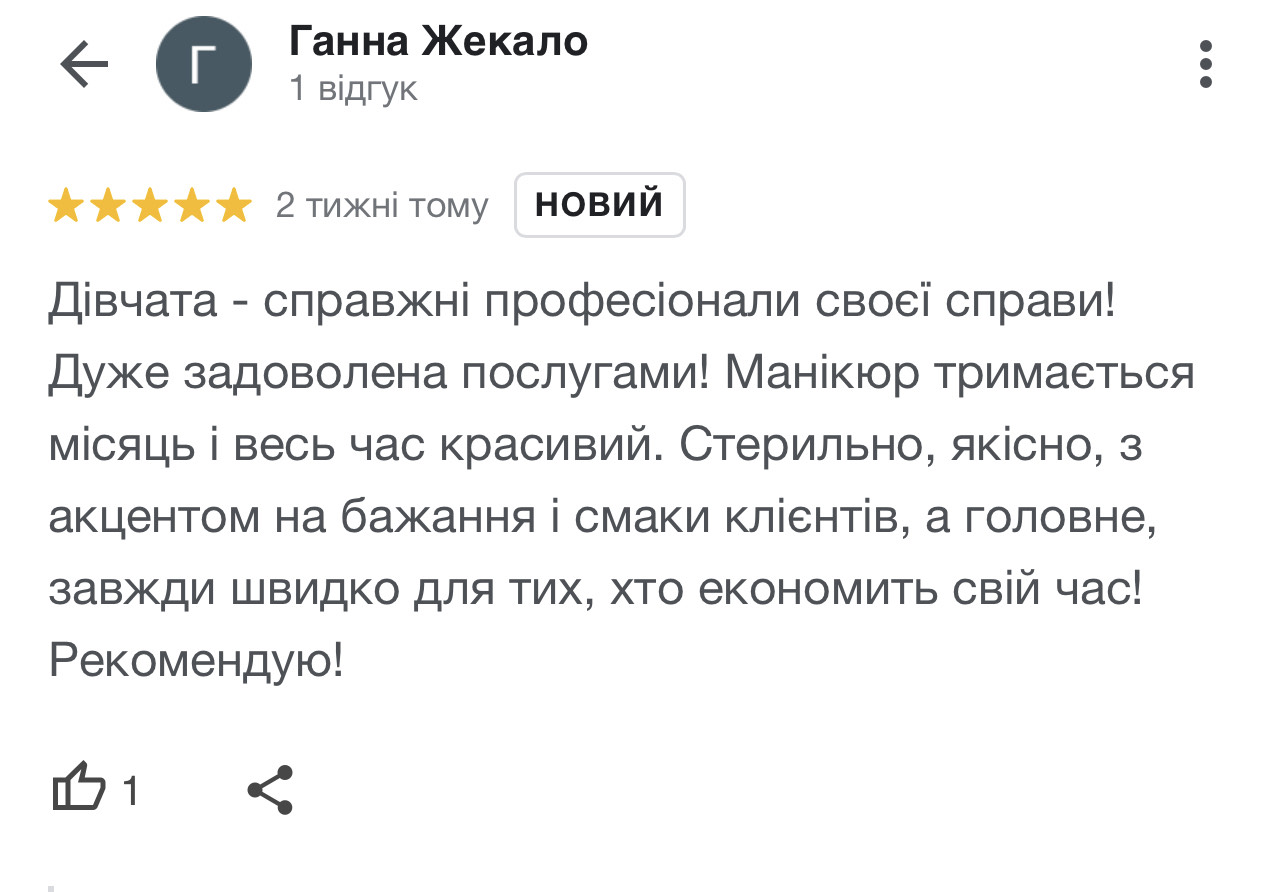 Г
Ганна Жекало
1 відгук
2 тижні тому
НОВИЙ
Дівчата - справжні професіонали своєї справи!
Дуже задоволена послугами! Манікюр тримається
місяць і весь час красивий. Стерильно, якісно, з
акцентом на бажання і смаки клієнтів, а головне,
завжди швидко для тих, хто економить свій час!
Рекомендую!
1